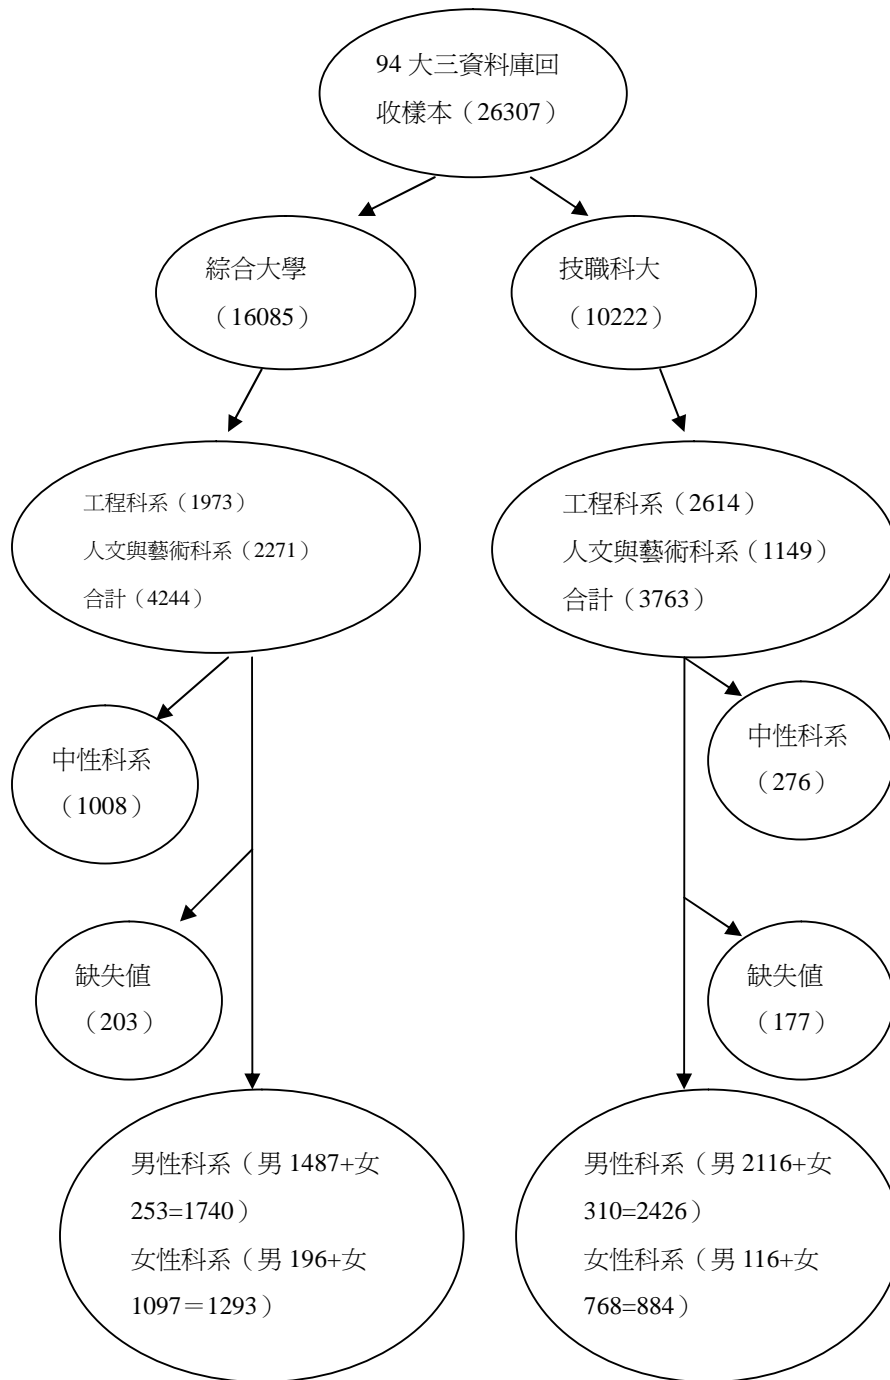 94 大三資料庫回
收樣本（26307）
綜合大學
（16085）
技職科大
（10222）
工程科系（1973）
人文與藝術科系（2271）
合計（4244）
工程科系（2614）
人文與藝術科系（1149）
合計（3763）
中性科系
（1008）
中性科系
（276）
缺失值
（203）
缺失值
（177）
男性科系（男 1487+女
253=1740）
女性科系（男 196+女
1097＝1293）
男性科系（男 2116+女
310=2426）
女性科系（男 116+女
768=884）